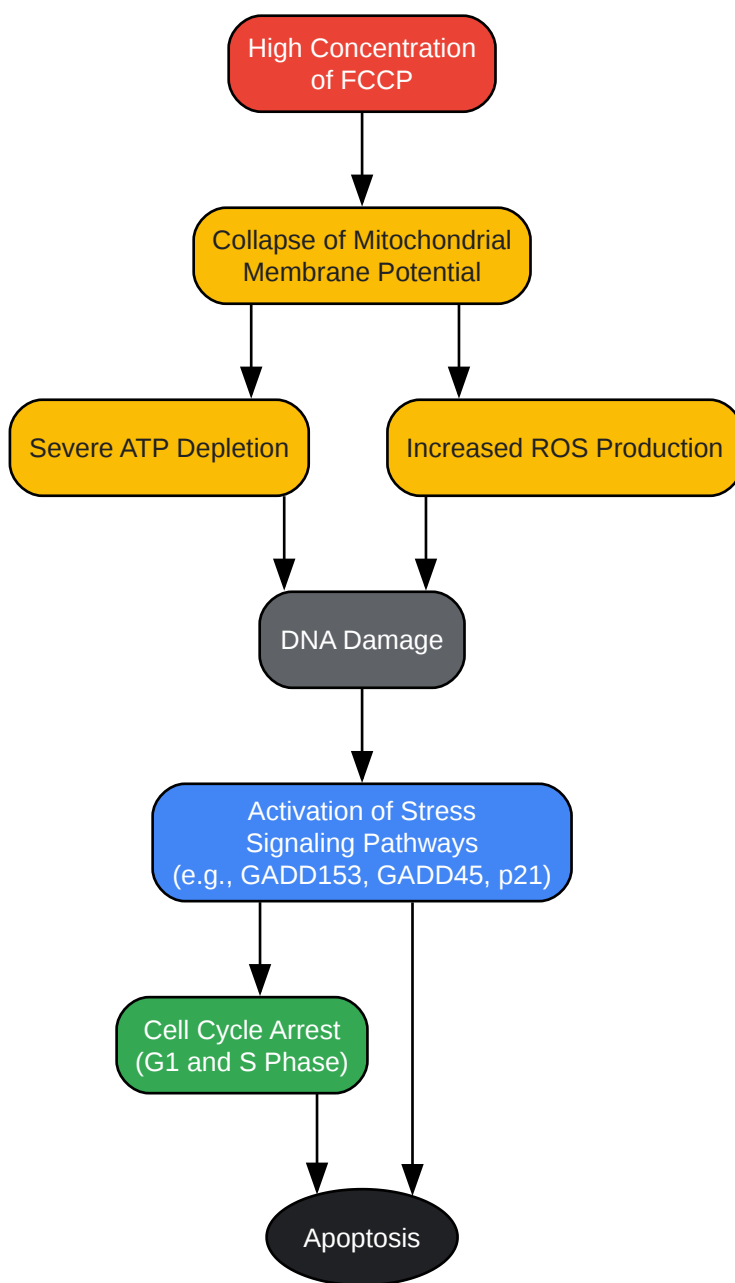 High Concentration
of FCCP
Collapse of Mitochondrial
Membrane Potential
Severe ATP Depletion
Increased ROS Production
DNA Damage
Activation of Stress
Signaling Pathways
(e.g., GADD153, GADD45, p21)
Cell Cycle Arrest
(G1 and S Phase)
Apoptosis